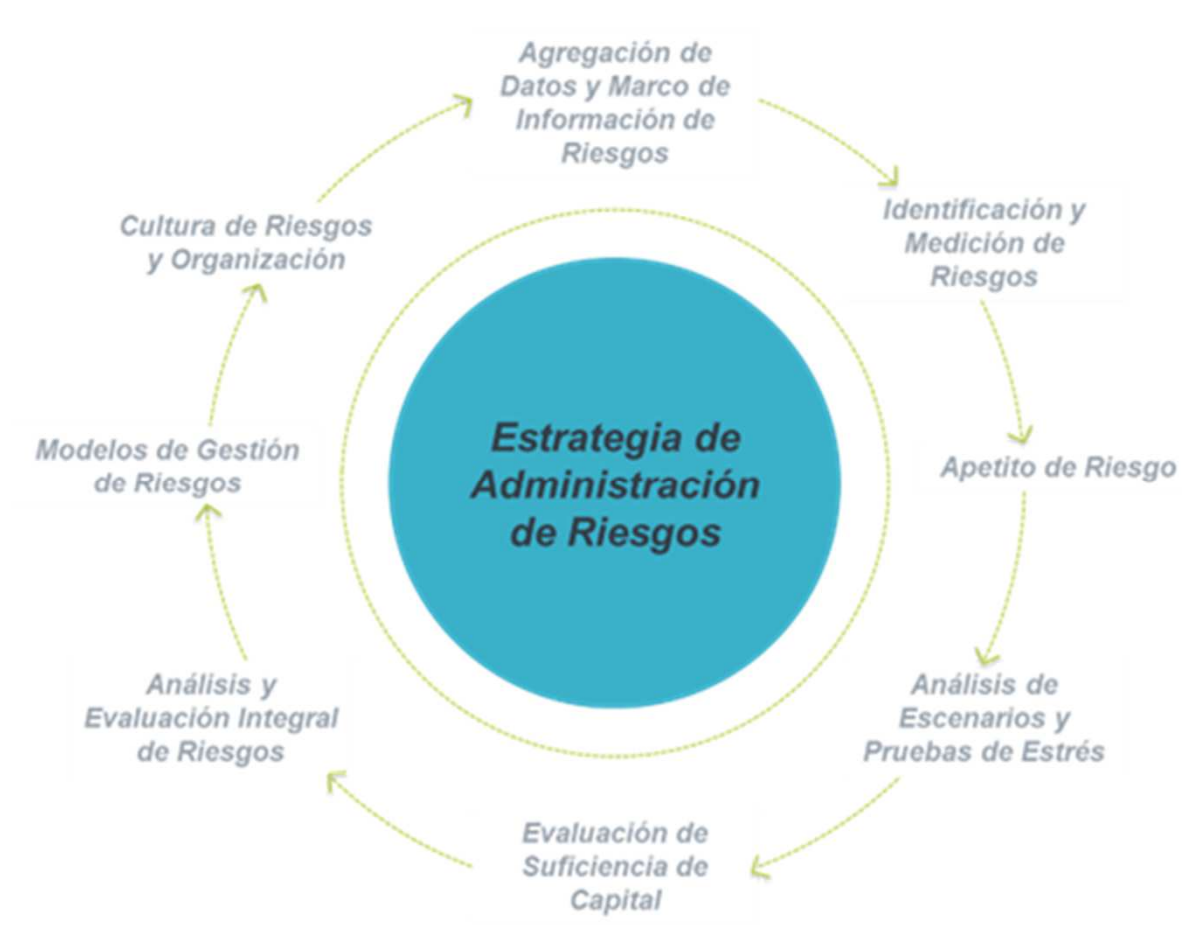 Agregación de
Datos y Marco de
Información de
Riesgos
Identificación y
Medición de
Riesgos
Apetito de Riesgo
Análisis de
Escenarios y
Pruebas de Estrés
Evaluación de
Suficiencia de
Capital
Análisis y
Evaluación Integral
de Riesgos
Modelos de Gestión
de Riesgos
Cultura de Riesgos
y Organización
Estrategia de
Administración
de Riesgos